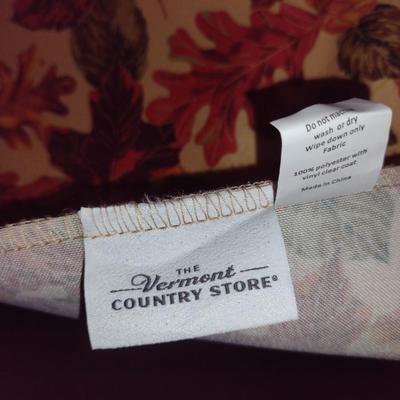 Do not
wash or dry
Wipe down only
Fabric
100% polyester with
vinyl clear coat
Made in China
THE
Vermont
COUNTRY STORE®